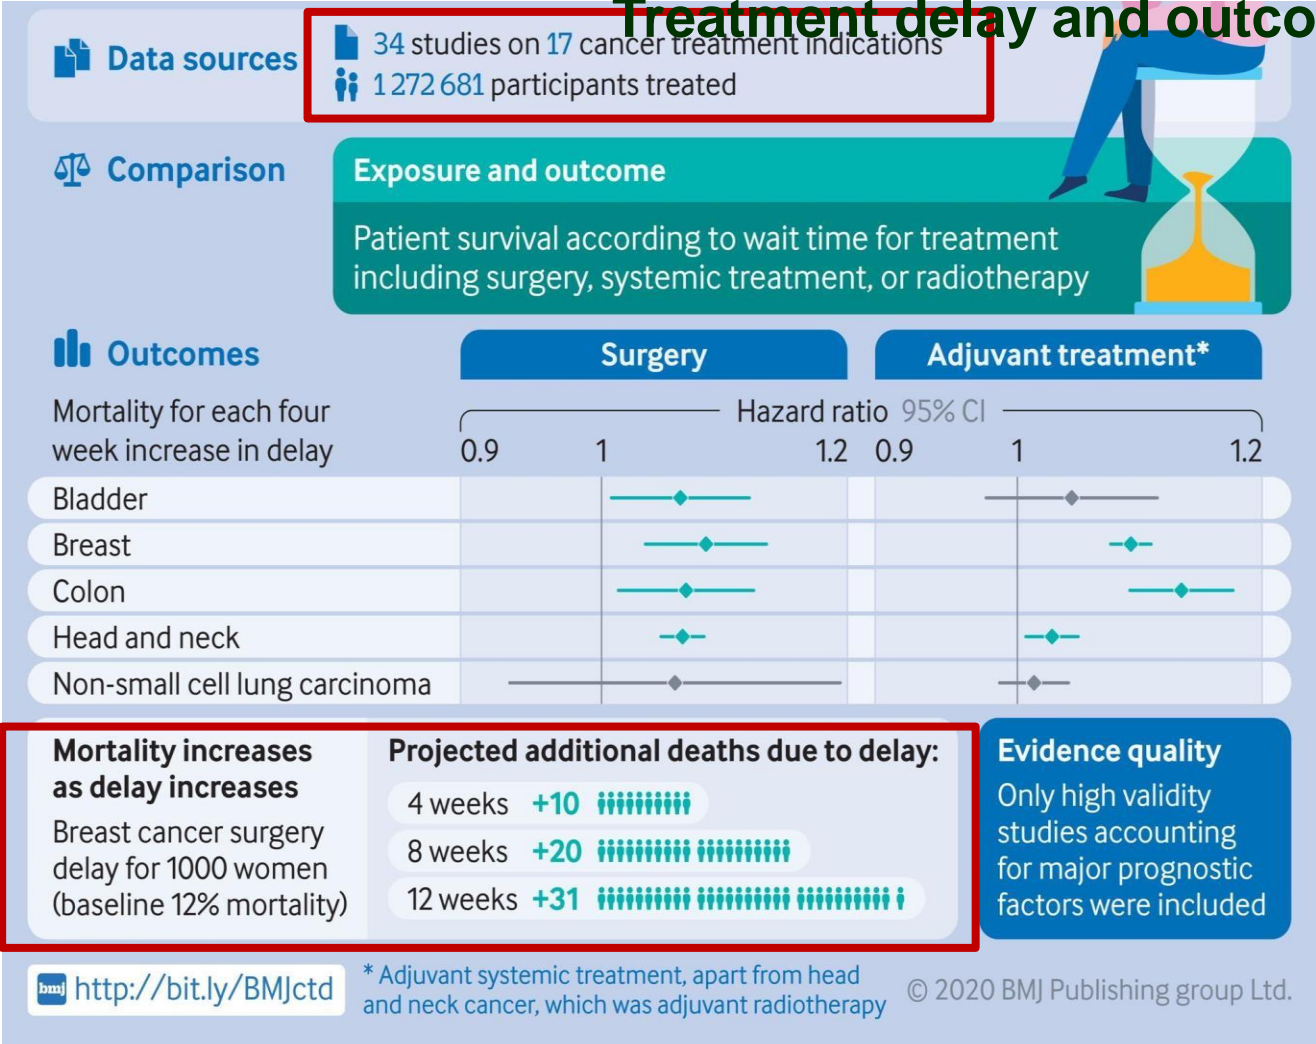 Treatment delay and outco
Data sources
34 studies on 17 cancer treatment indications
1 272 681 participants treated
Comparison
Exposure and outcome
Patient survival according to wait time for treatment
including surgery, systemic treatment, or radiotherapy
Outcomes
Surgery
Adjuvant treatment*
Mortality for each four
week increase in delay
Hazard ratio 95% CI
0.9 1 1.2 0.9 1 1.2
Bladder
Breast
Colon
Head and neck
Non-small cell lung carcinoma
Mortality increases
as delay increases
Breast cancer surgery
delay for 1000 women
(baseline 12% mortality)
Projected additional deaths due to delay:
4 weeks +10
8 weeks +20
12 weeks +31
Evidence quality
Only high validity
studies accounting
for major prognostic
factors were included
bmj http://bit.ly/BMJctd
* Adjuvant systemic treatment, apart from head
and neck cancer, which was adjuvant radiotherapy
© 2020 BMJ Publishing group Ltd.